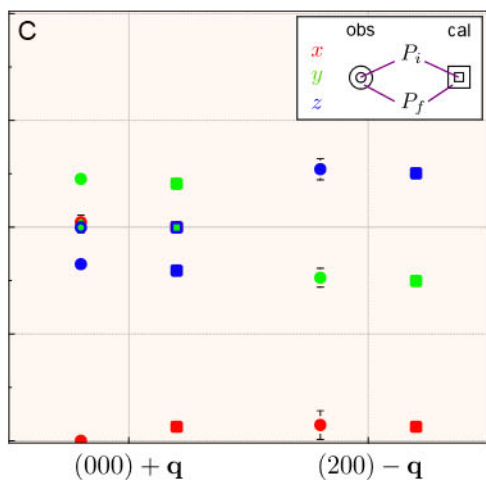 C
obs cal
x
P_i
y
P_f
z
(000) + q
(200) − q